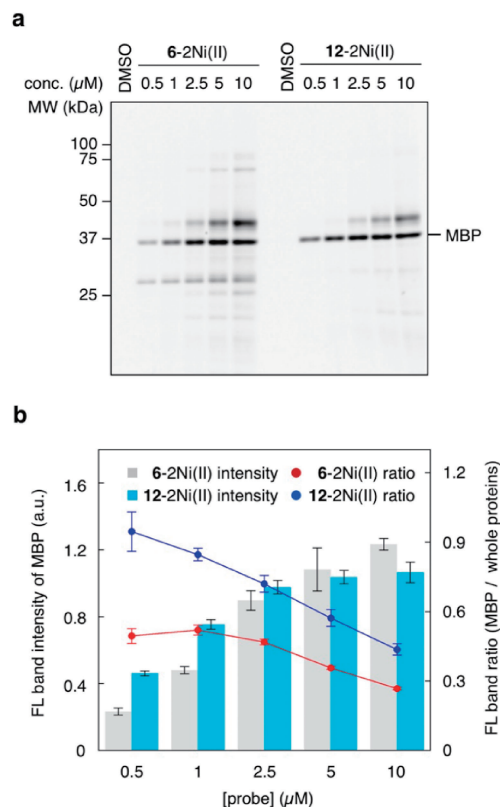 a
DMSO 6-2Ni(II) DMSO 12-2Ni(II)
conc. (µM) 0.5 1 2.5 5 10 0.5 1 2.5 5 10
MW (kDa)
100
75
50
37 MBP
25
b
6-2Ni(II) intensity 6-2Ni(II) ratio
12-2Ni(II) intensity 12-2Ni(II) ratio
FL band intensity of MBP (a.u.)
1.6
1.2
0.8
0.4
0
FL band ratio (MBP / whole proteins)
1.2
0.9
0.6
0.3
0
0.5 1 2.5 5 10
[probe] (µM)